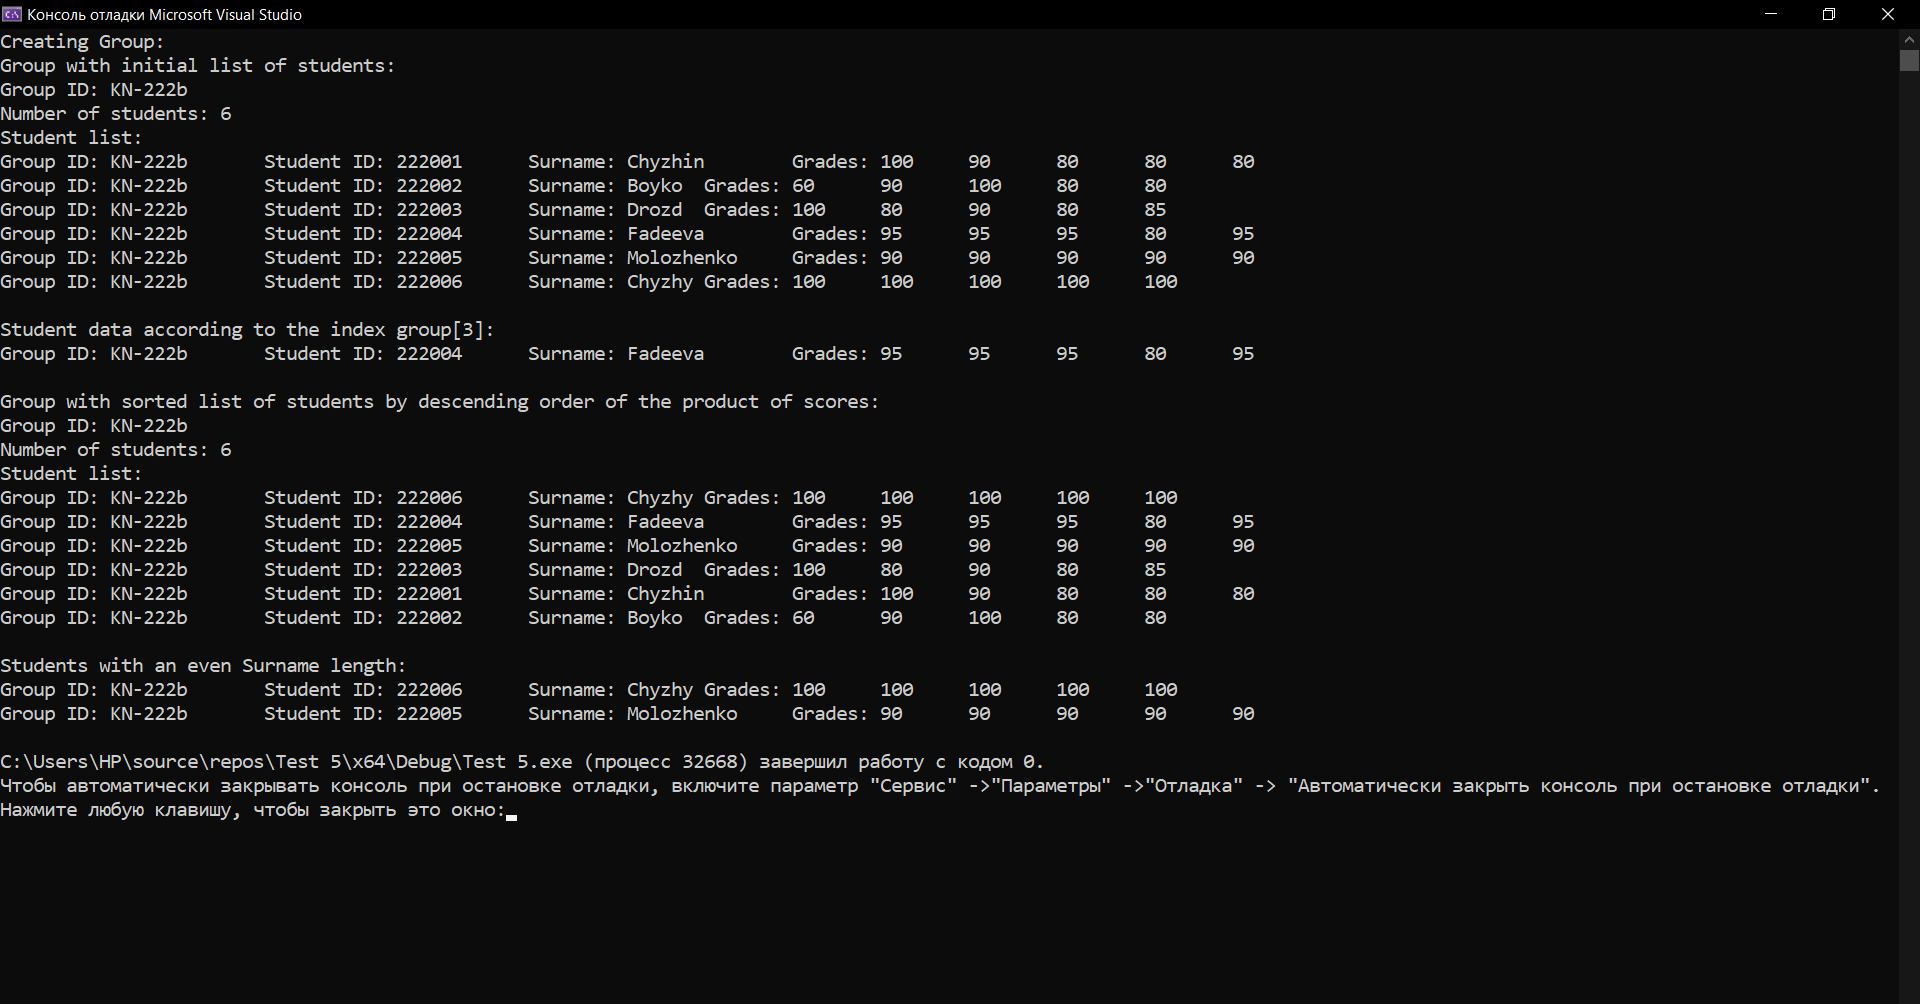 Консоль отладки Microsoft Visual Studio
Creating Group:
Group with initial list of students:
Group ID: KN-222b
Number of students: 6
Student list:
Group ID: KN-222b Student ID: 222001 Surname: Chyzhin Grades: 100 90 80 80 80
Group ID: KN-222b Student ID: 222002 Surname: Boyko Grades: 60 90 100 80 80
Group ID: KN-222b Student ID: 222003 Surname: Drozd Grades: 100 80 90 80 85
Group ID: KN-222b Student ID: 222004 Surname: Fadeeva Grades: 95 95 95 80 95
Group ID: KN-222b Student ID: 222005 Surname: Molozhenko Grades: 90 90 90 90 90
Group ID: KN-222b Student ID: 222006 Surname: Chyzhy Grades: 100 100 100 100 100
Student data according to the index group[3]:
Group ID: KN-222b Student ID: 222004 Surname: Fadeeva Grades: 95 95 95 80 95
Group with sorted list of students by descending order of the product of scores:
Group ID: KN-222b
Number of students: 6
Student list:
Group ID: KN-222b Student ID: 222006 Surname: Chyzhy Grades: 100 100 100 100 100
Group ID: KN-222b Student ID: 222004 Surname: Fadeeva Grades: 95 95 95 80 95
Group ID: KN-222b Student ID: 222005 Surname: Molozhenko Grades: 90 90 90 90 90
Group ID: KN-222b Student ID: 222003 Surname: Drozd Grades: 100 80 90 80 85
Group ID: KN-222b Student ID: 222001 Surname: Chyzhin Grades: 100 90 80 80 80
Group ID: KN-222b Student ID: 222002 Surname: Boyko Grades: 60 90 100 80 80
Students with an even Surname length:
Group ID: KN-222b Student ID: 222006 Surname: Chyzhy Grades: 100 100 100 100 100
Group ID: KN-222b Student ID: 222005 Surname: Molozhenko Grades: 90 90 90 90 90
C:\Users\HP\source\repos\Test 5\x64\Debug\Test 5.exe (процесс 32668) завершил работу с кодом 0.
Чтобы автоматически закрывать консоль при остановке отладки, включите параметр "Сервис" ->"Параметры" ->"Отладка" -> "Автоматически закрыть консоль при остановке отладки".
Нажмите любую клавишу, чтобы закрыть это окно: